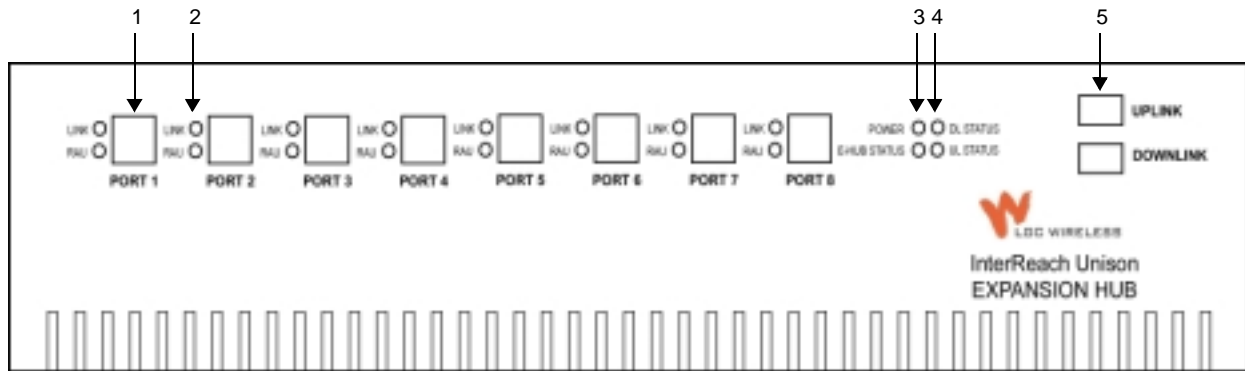 1 2 3 4 5
LINK LINK LINK LINK LINK LINK LINK LINK POWER DL STATUS UPLINK
RAU RAU RAU RAU RAU RAU RAU RAU E-HUB STATUS UL STATUS DOWNLINK
PORT 1 PORT 2 PORT 3 PORT 4 PORT 5 PORT 6 PORT 7 PORT 8
LGC WIRELESS
InterReach Unison
EXPANSION HUB